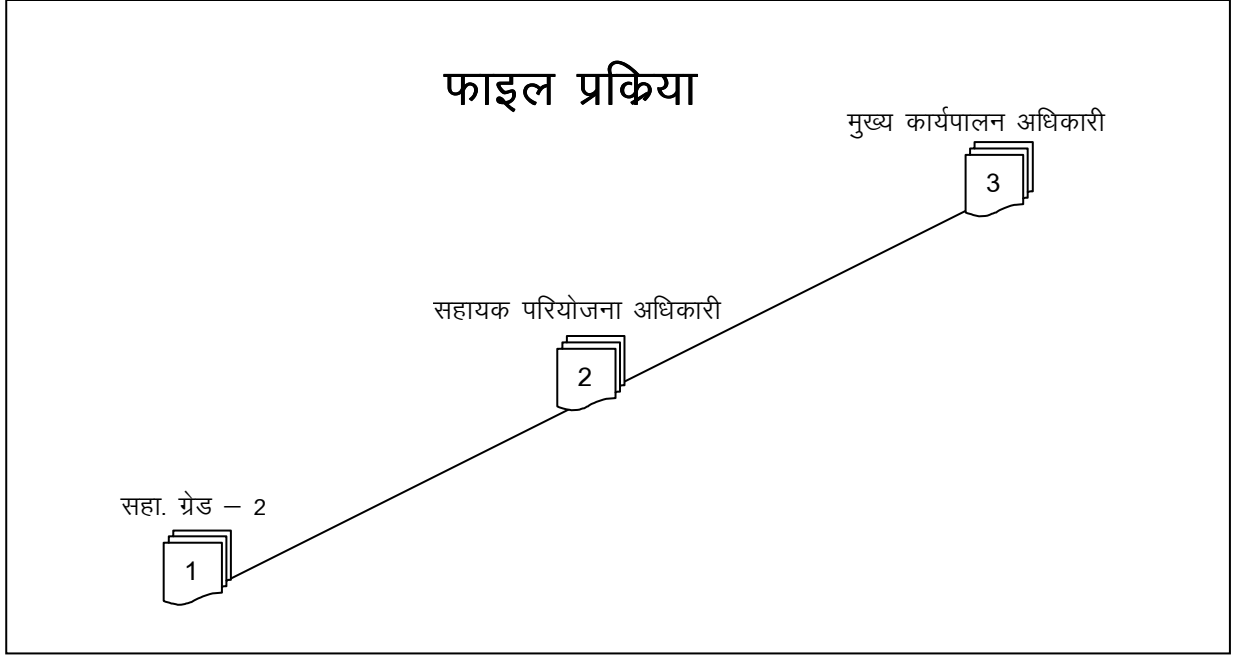 फाइल प्रक्रिया
मुख्य कार्यपालन अधिकारी
3
सहायक परियोजना अधिकारी
2
सहा. ग्रेड – 2
1